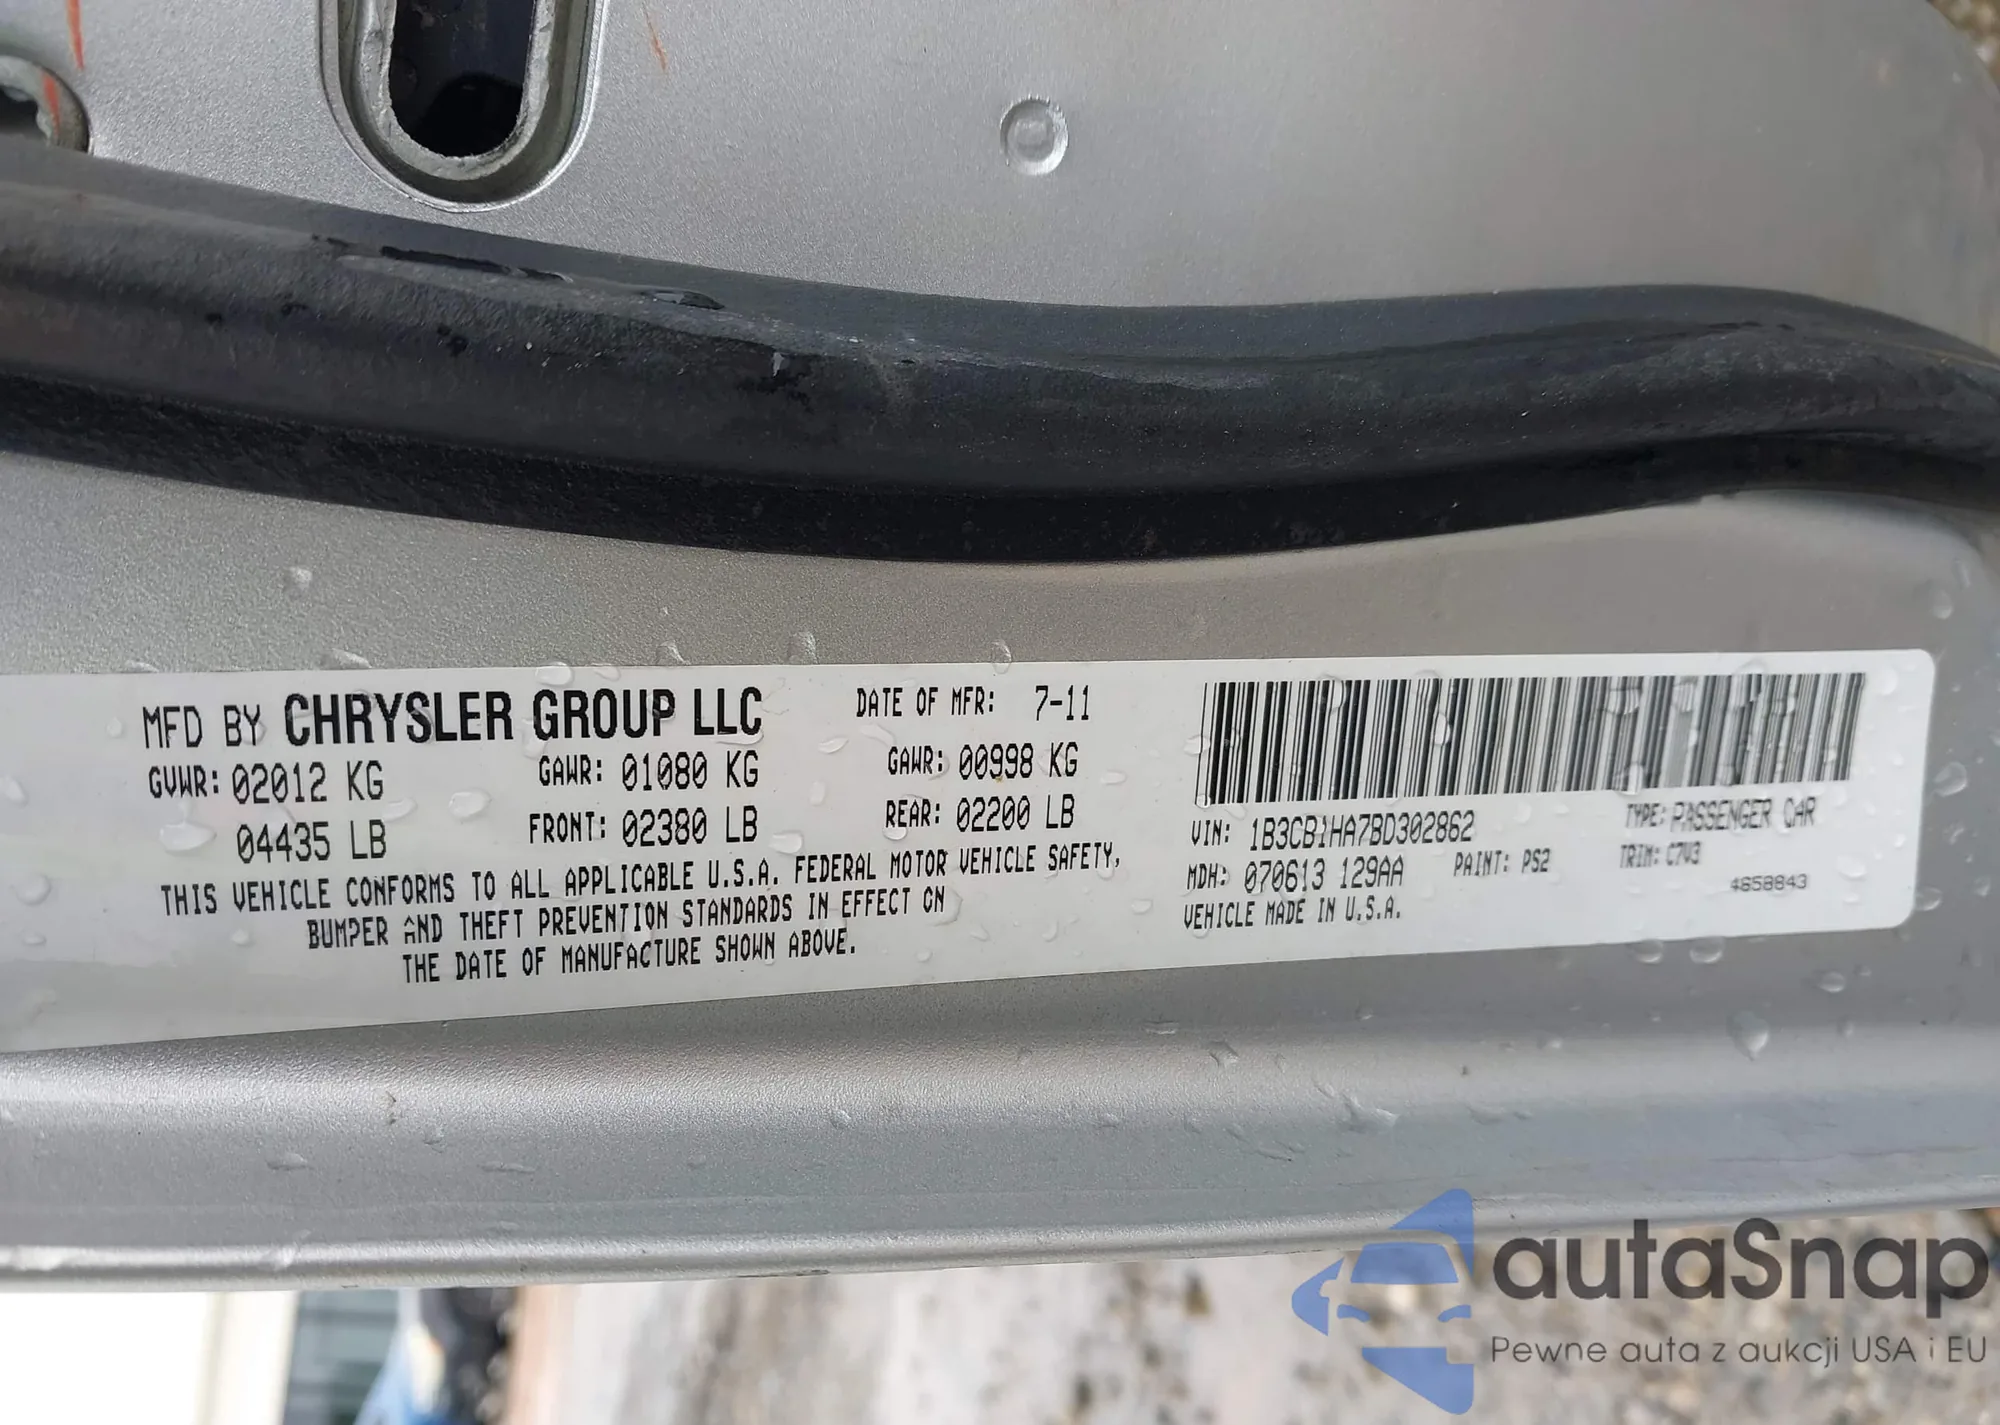 MFD BY CHRYSLER GROUP LLC
DATE OF MFR: 7-11
GVWR: 02012 KG
GAWR: 01080 KG
GAWR: 00998 KG
04435 LB
FRONT: 02380 LB
REAR: 02200 LB
THIS VEHICLE CONFORMS TO ALL APPLICABLE U.S.A. FEDERAL MOTOR VEHICLE SAFETY,
BUMPER AND THEFT PREVENTION STANDARDS IN EFFECT ON
THE DATE OF MANUFACTURE SHOWN ABOVE.
VIN: 1B3CB1HA7BD302862
TYPE: PASSENGER CAR
MDH: 070613 129AA
PAINT: PS2
TRIM: C7V3
VEHICLE MADE IN U.S.A.
4658843
autaSnap
Pewne auta z aukcji USA i EU